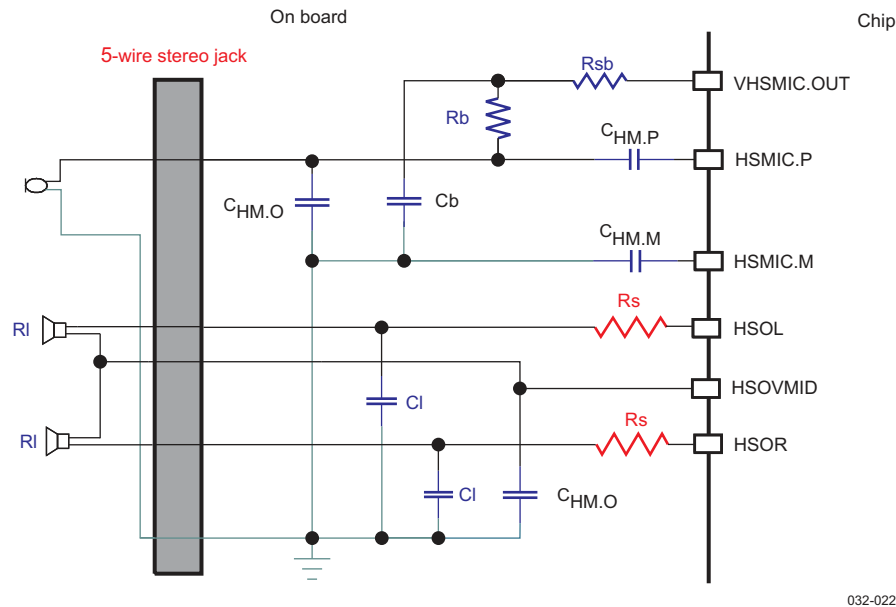 On board
Chip
5-wire stereo jack
Rsb
VHSMIC.OUT
Rb
CHM.P
HSMIC.P
CHM.O
Cb
CHM.M
HSMIC.M
Rs
HSOL
Rl
Cl
HSOVMID
Rs
HSOR
Rl
Cl
CHM.O
032-022